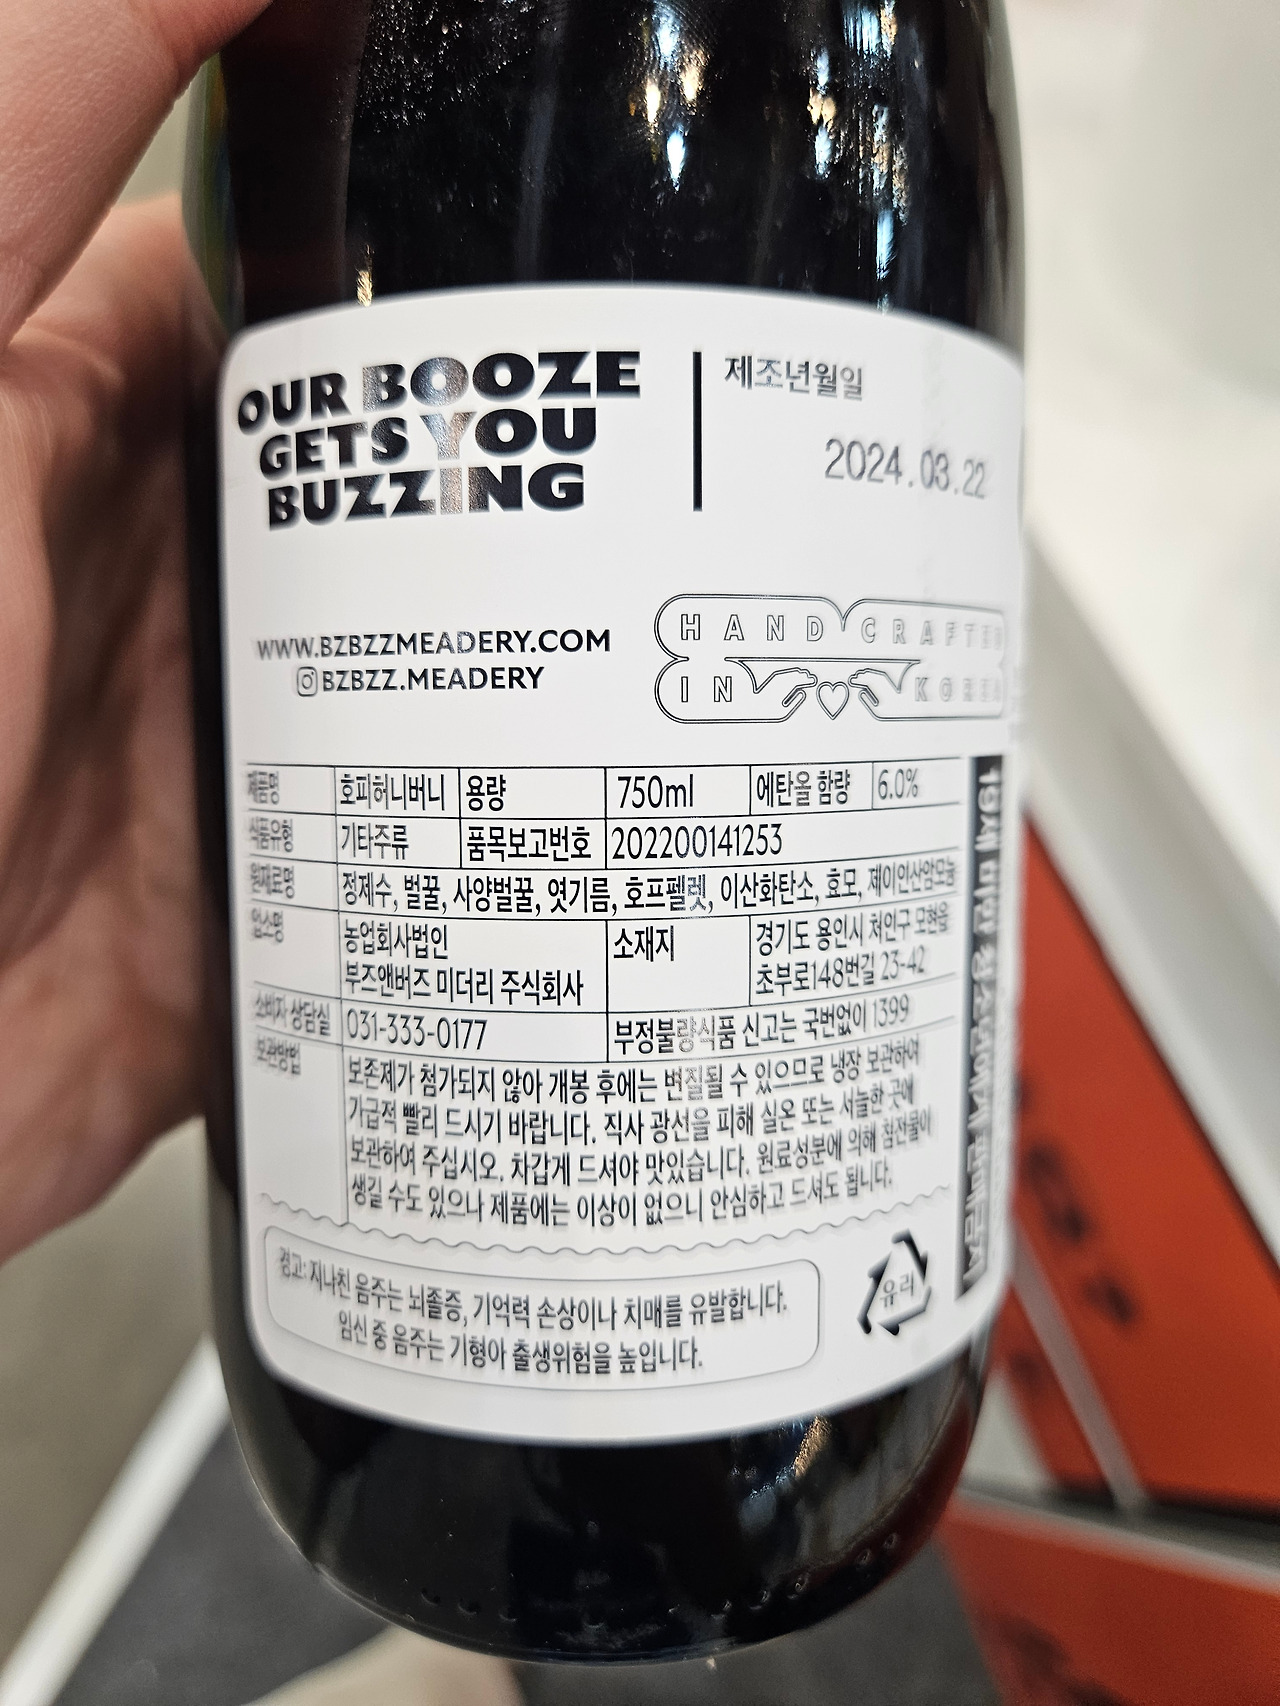 OUR BOOZE
GETS YOU
BUZZING
제조년월일
2024.03.22
WWW.BZBZZMEADERY.COM
BZBZZ.MEADERY
HAND CRAFTED
IN KOREA
제품명 호피허니버니 용량 750ml 에탄올 함량 6.0%
식품유형 기타주류 품목보고번호 202200141253
원재료명 정제수, 벌꿀, 사양벌꿀, 엿기름, 호프펠렛, 이산화탄소, 효모, 제이인산암모늄
업소명 농업회사법인 부즈앤버즈 미더리 주식회사 소재지 경기도 용인시 처인구 모현읍 초부로148번길 23-42
소비자 상담실 031-333-0177 부정불량식품 신고는 국번없이 1399
보관방법 보존제가 첨가되지 않아 개봉 후에는 변질될 수 있으므로 냉장 보관하여
가급적 빨리 드시기 바랍니다. 직사 광선을 피해 실온 또는 서늘한 곳에
보관하여 주십시오. 차갑게 드셔야 맛있습니다. 원료성분에 의해 침전물이
생길 수도 있으나 제품에는 이상이 없으니 안심하고 드셔도 됩니다.
경고: 지나친 음주는 뇌졸증, 기억력 손상이나 치매를 유발합니다.
임신 중 음주는 기형아 출생위험을 높입니다.
유리
19세 미만 청소년에게 판매금지